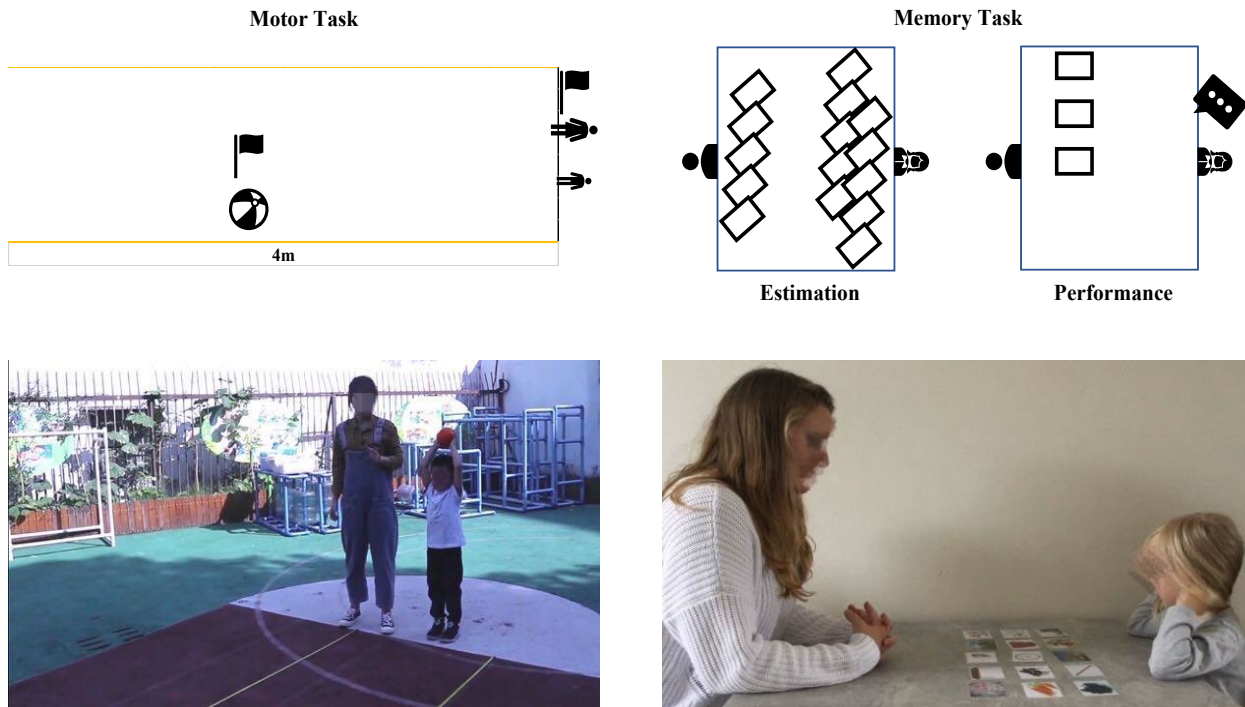 Motor Task
Memory Task
4m
Estimation
Performance